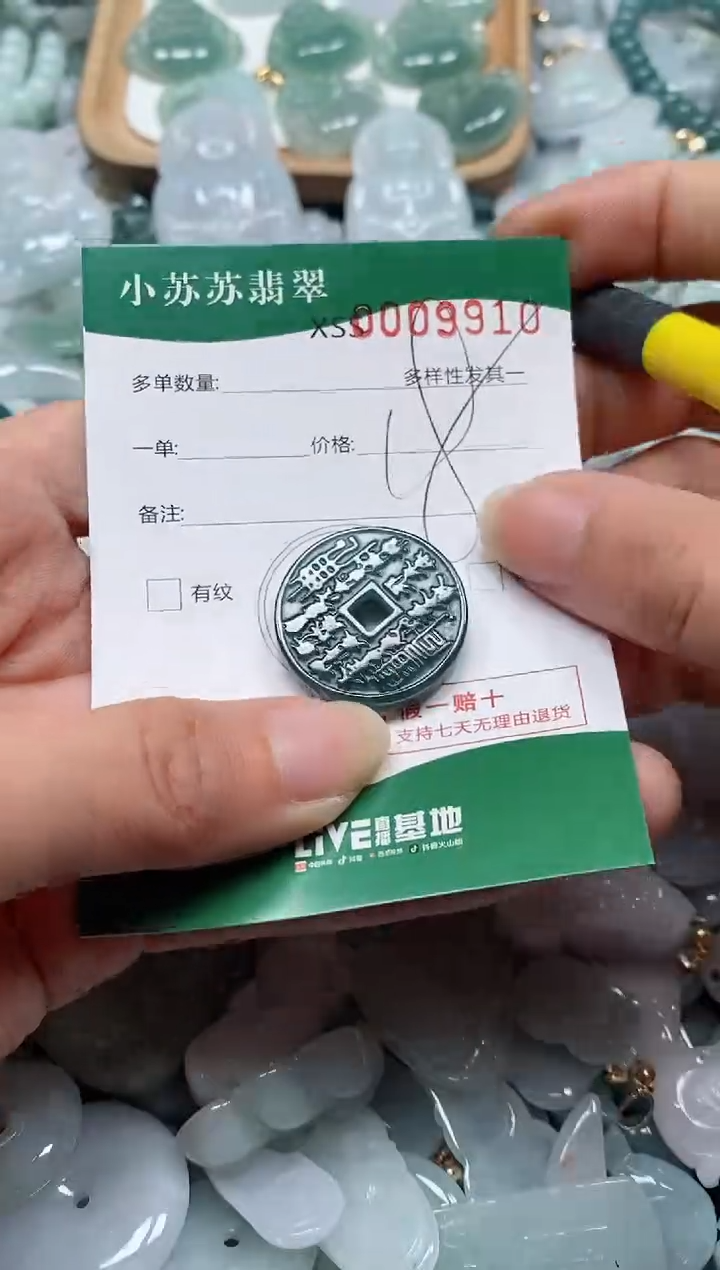 小苏苏翡翠
XSS0009910
多单数量:
多样性发其一
一单:
价格:
备注:
有纹
假一赔十
支持七天无理由退货
LIVE直播基地